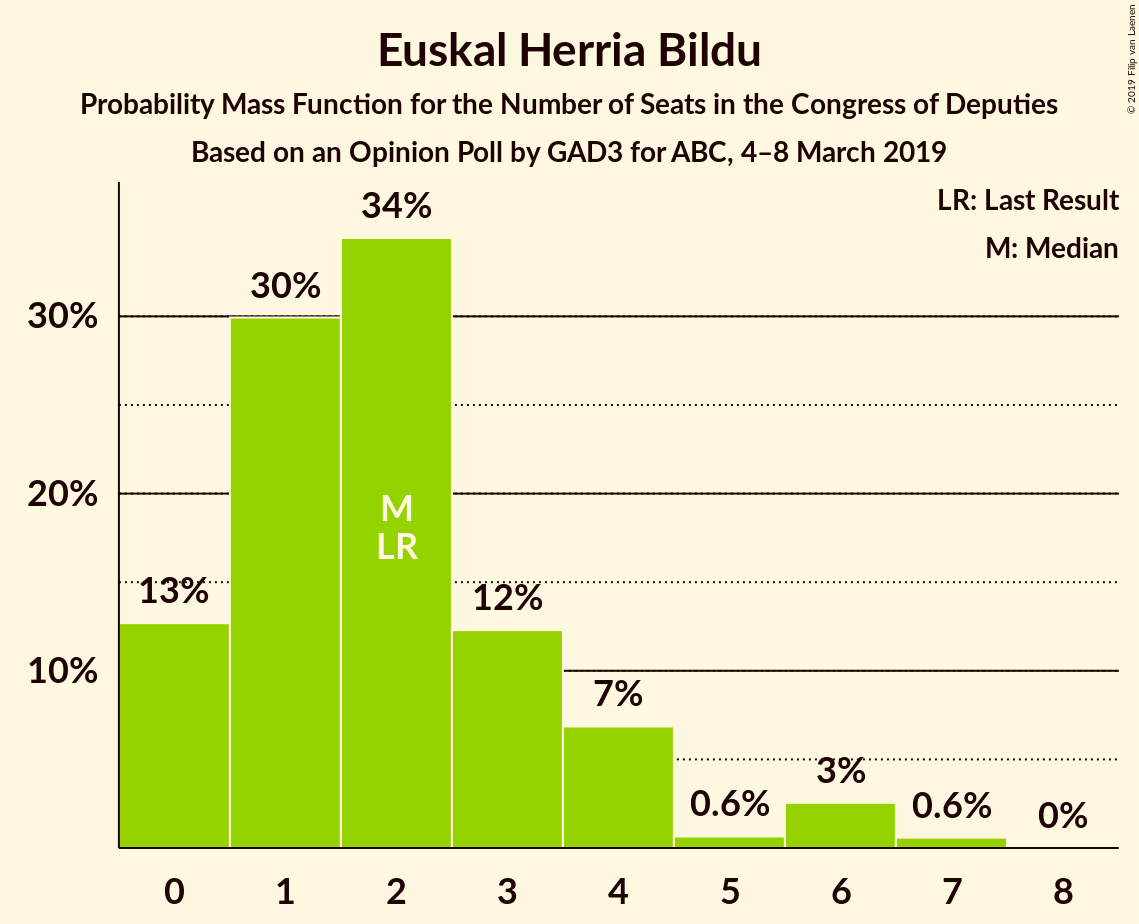 Euskal Herria Bildu
Probability Mass Function for the Number of Seats in the Congress of Deputies
Based on an Opinion Poll by GAD3 for ABC, 4–8 March 2019
© 2019 Filip van Laenen
LR: Last Result
M: Median
34%
30%
30%
20%
M
LR
13%
12%
10%
7%
0.6%
3%
0.6%
0%
0 1 2 3 4 5 6 7 8